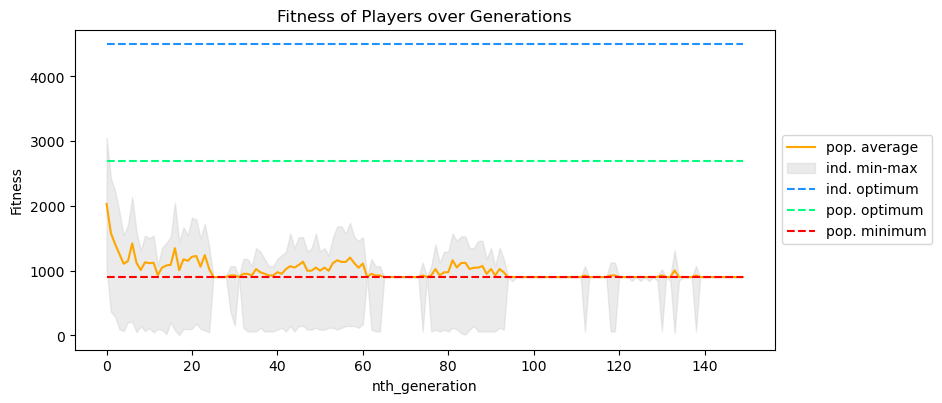 Fitness of Players over Generations
Fitness
4000
3000
2000
1000
0
0 20 40 60 80 100 120 140
nth_generation
pop. average
ind. min-max
ind. optimum
pop. optimum
pop. minimum